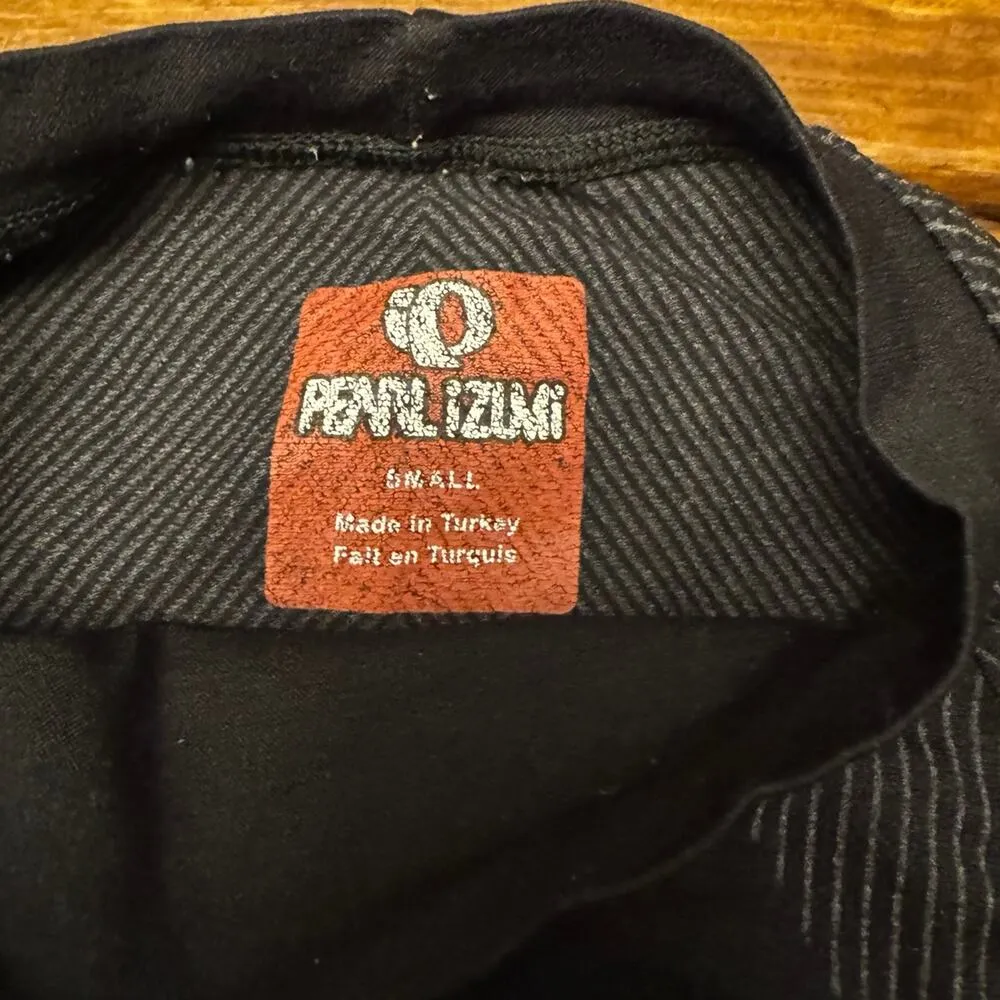 PEARL iZUMi
SMALL
Made in Turkey
Fait en Turquie